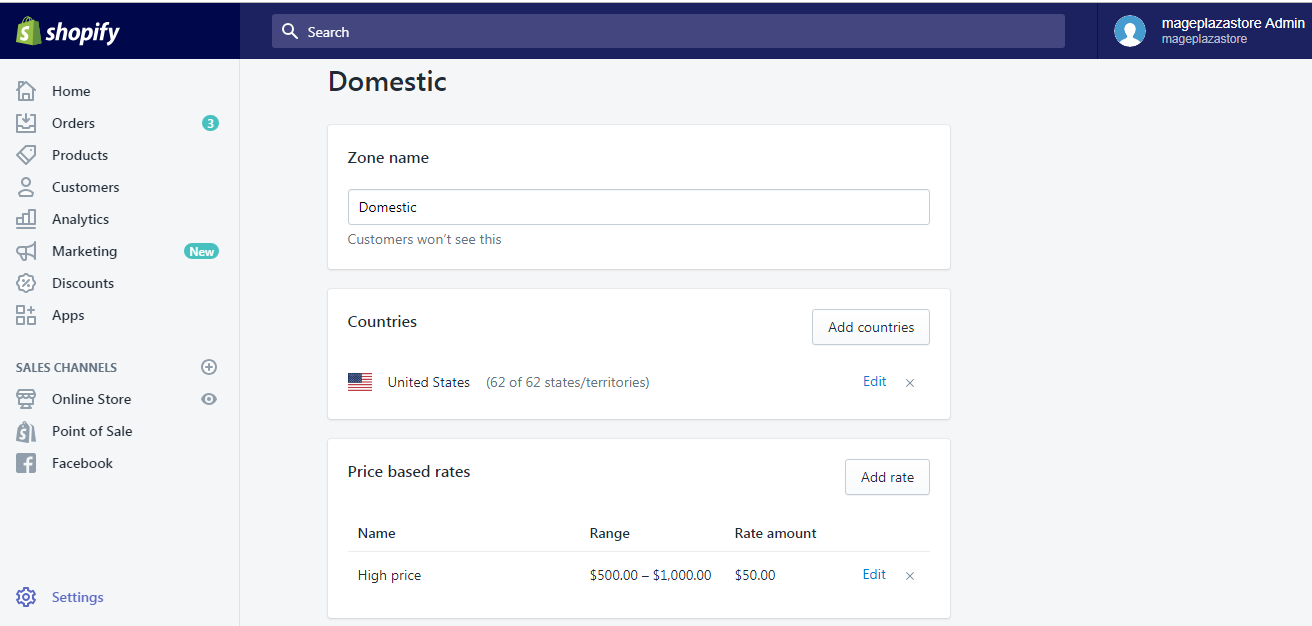 shopify
Search
mageplazastore Admin
mageplazastore
Home
Orders 3
Products
Customers
Analytics
Marketing New
Discounts
Apps
SALES CHANNELS
Online Store
Point of Sale
Facebook
Settings
Domestic
Zone name
Domestic
Customers won't see this
Countries Add countries
United States (62 of 62 states/territories) Edit ×
Price based rates Add rate
Name Range Rate amount
High price $500.00 – $1,000.00 $50.00 Edit ×